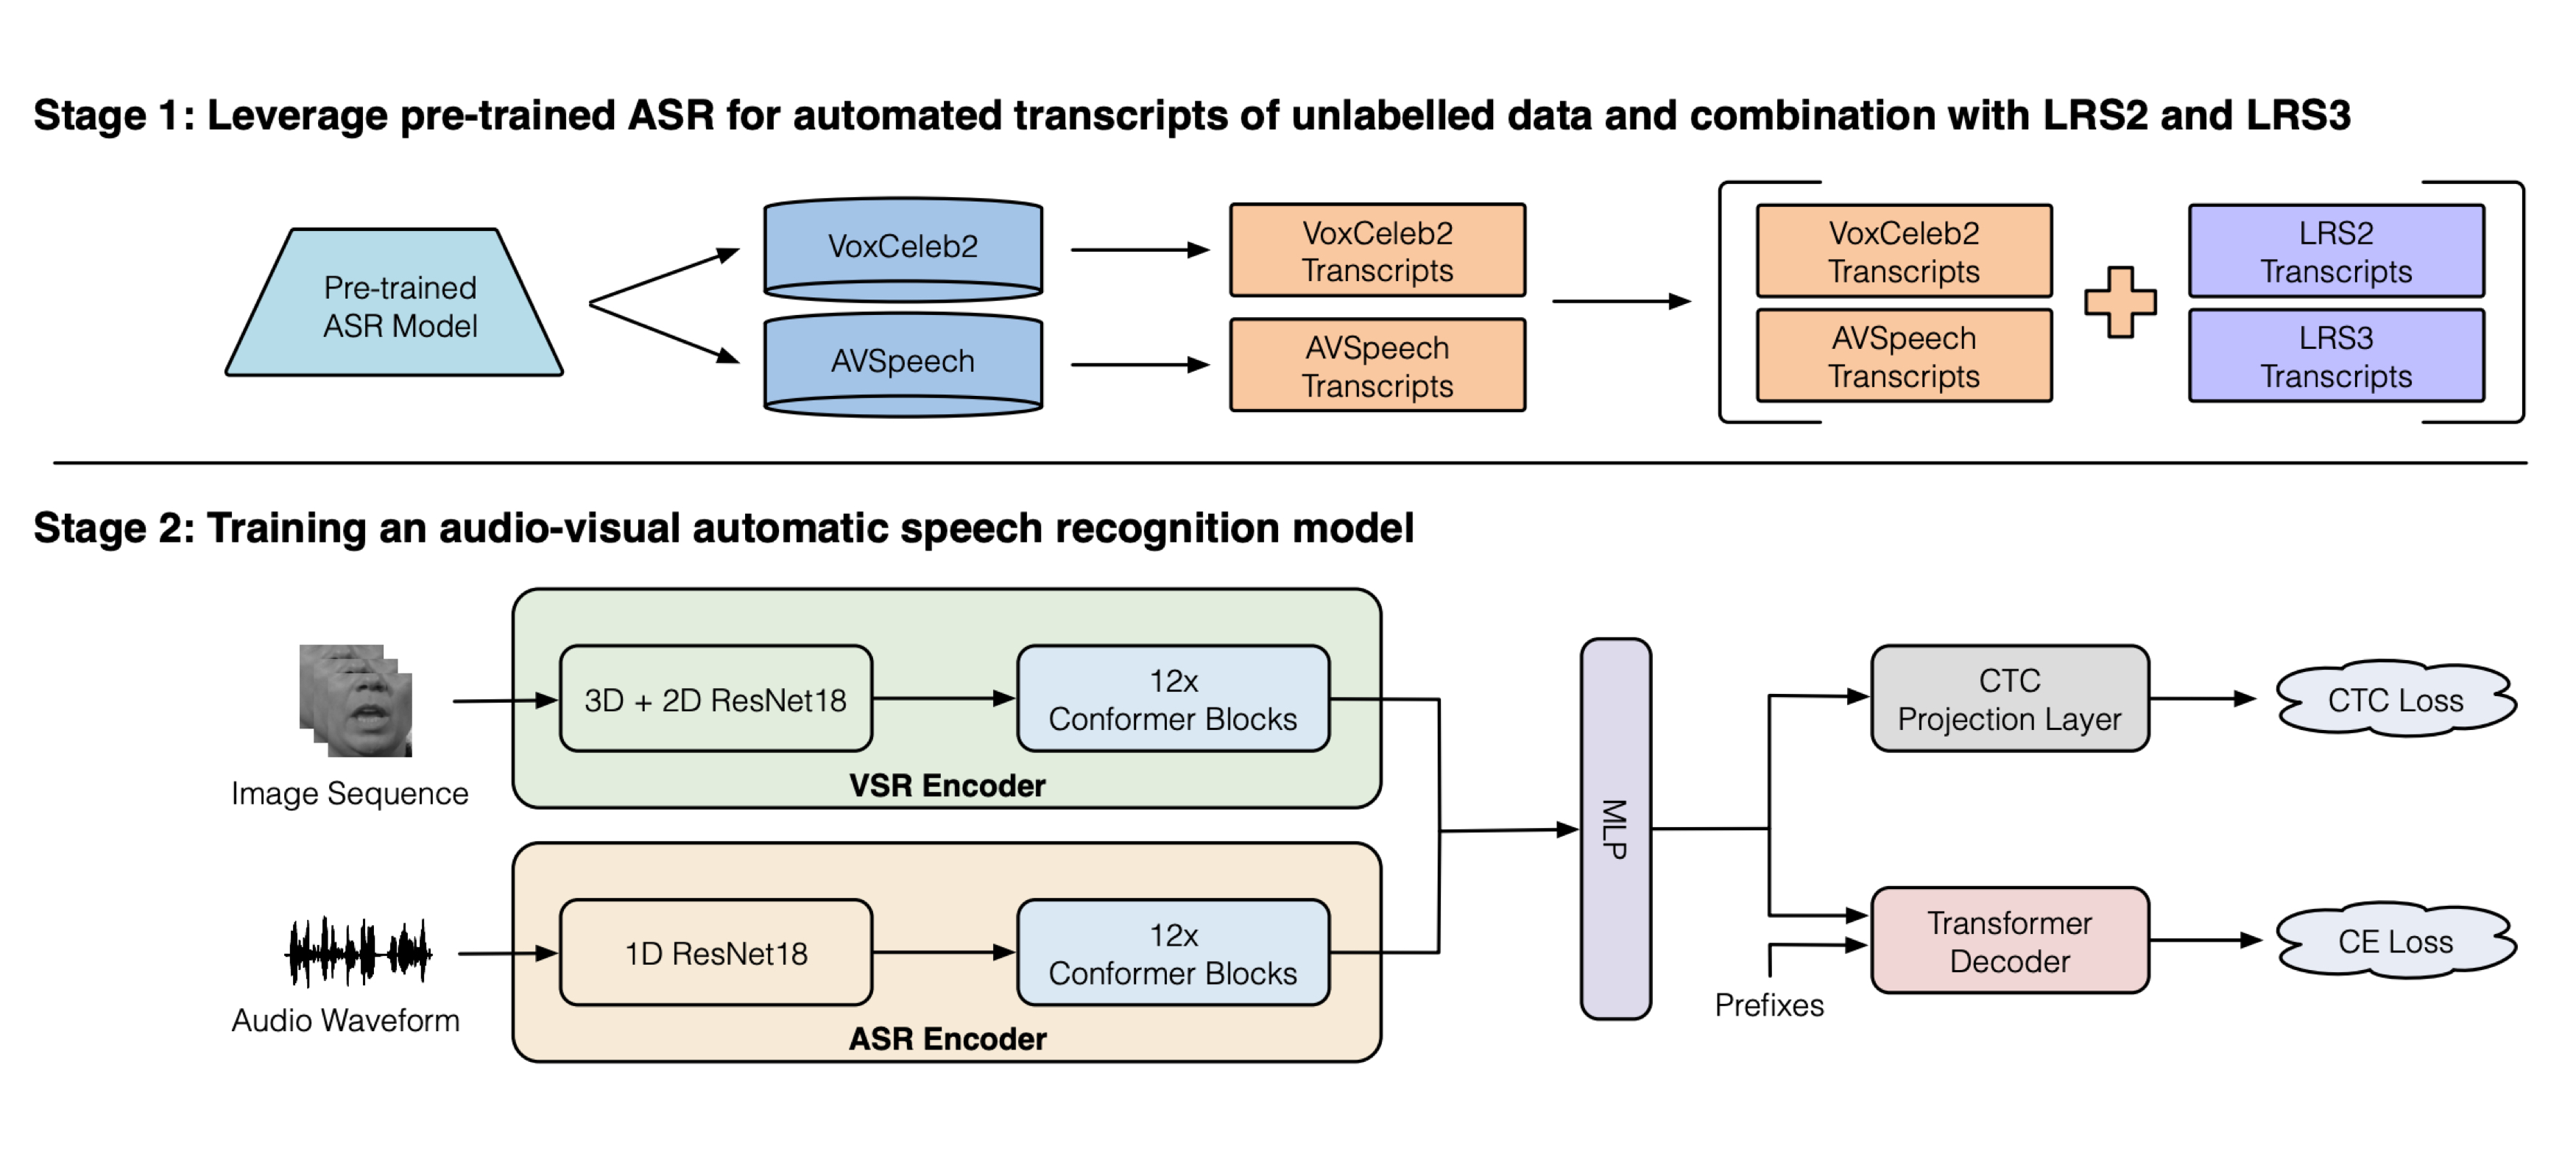 Stage 1: Leverage pre-trained ASR for automated transcripts of unlabelled data and combination with LRS2 and LRS3
Pre-trained
ASR Model
VoxCeleb2
AVSpeech
VoxCeleb2
Transcripts
AVSpeech
Transcripts
VoxCeleb2
Transcripts
AVSpeech
Transcripts
LRS2
Transcripts
LRS3
Transcripts
Stage 2: Training an audio-visual automatic speech recognition model
Image Sequence
3D + 2D ResNet18
12x
Conformer Blocks
VSR Encoder
Audio Waveform
1D ResNet18
12x
Conformer Blocks
ASR Encoder
MLP
CTC
Projection Layer
CTC Loss
Prefixes
Transformer
Decoder
CE Loss